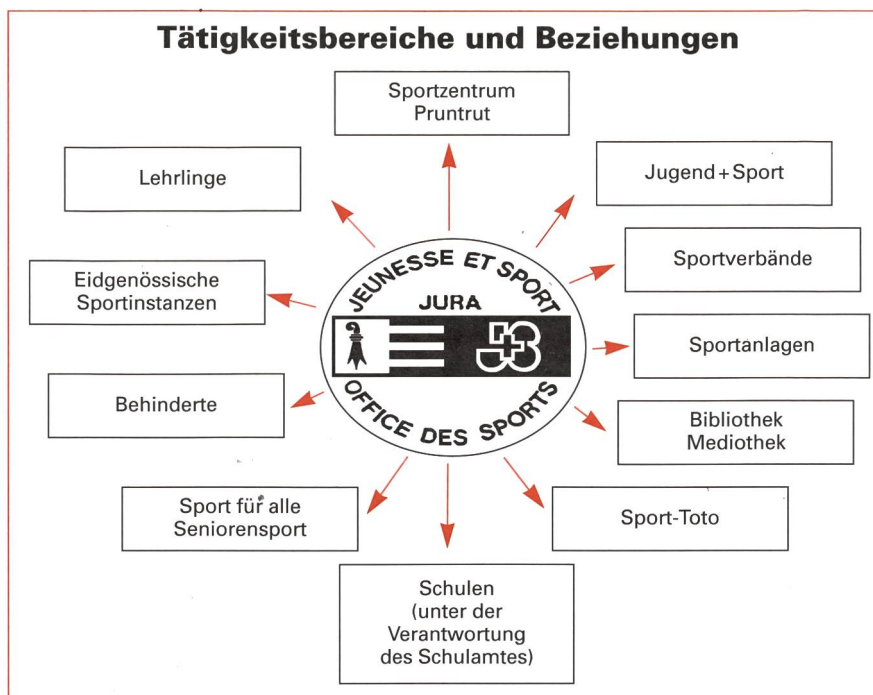 Tätigkeitsbereiche und Beziehungen
Sportzentrum
Pruntrut
Lehrlinge
Jugend+Sport
Eidgenössische
Sportinstanzen
Sportverbände
JEUNESSE ET SPORT
JURA
OFFICE DES SPORTS
Sportanlagen
Behinderte
Bibliothek
Mediothek
Sport für alle
Seniorensport
Sport-Toto
Schulen
(unter der
Verantwortung
des Schulamtes)